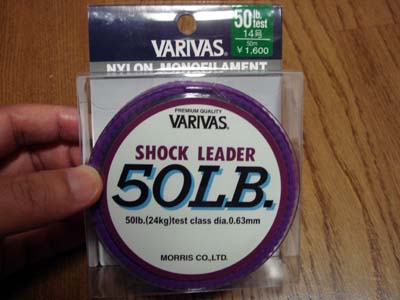 VARIVAS®
50lb.
test
14号
50m
¥1,600
NYLON MONOFILAMENT
PREMIUM QUALITY
VARIVAS®
SHOCK LEADER
50LB.
50lb.(24kg)test class dia.0.63mm
MORRIS CO.,LTD.